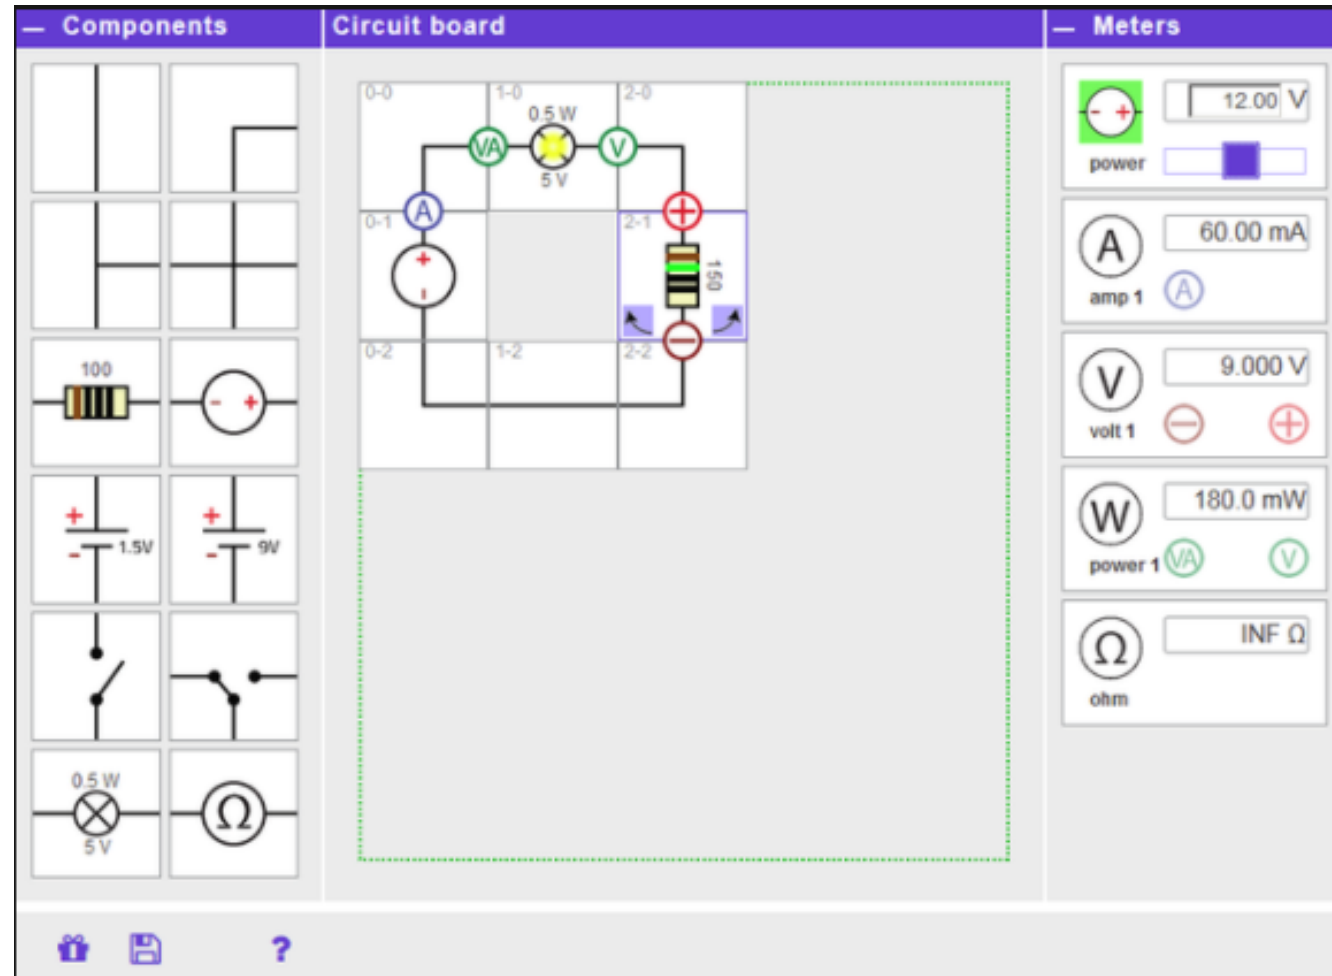 Components
100
+
-
1.5V
+
-
9V
0.5 W
5 V
Ω
Circuit board
0-0
1-0
2-0
0.5 W
VA
V
5 V
A
0-1
2-1
+
-
150
0-2
1-2
2-2
Meters
- +
12.00 V
power
A
60.00 mA
amp 1
A
V
9.000 V
volt 1
W
180.0 mW
power 1
VA
V
Ω
INF Ω
ohm
?